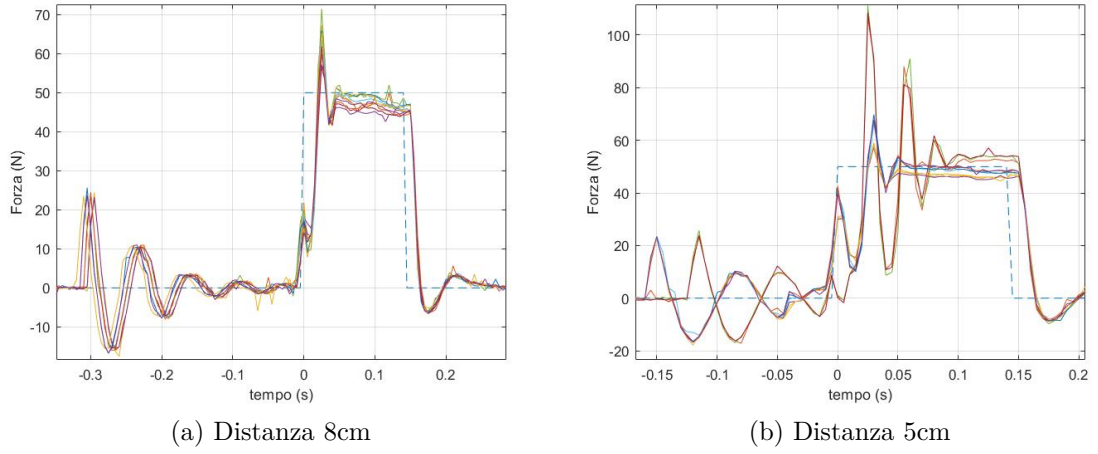 70
60
50
40
30
20
10
0
-10
Forza (N)
-0.3 -0.2 -0.1 0 0.1 0.2
tempo (s)
(a) Distanza 8cm
100
80
60
40
20
0
-20
Forza (N)
-0.15 -0.1 -0.05 0 0.05 0.1 0.15 0.2
tempo (s)
(b) Distanza 5cm